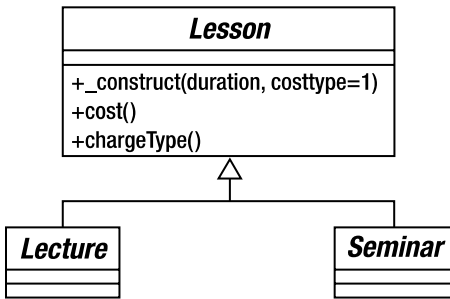 Lesson
+_construct(duration, costtype=1)
+cost()
+chargeType()
Lecture
Seminar